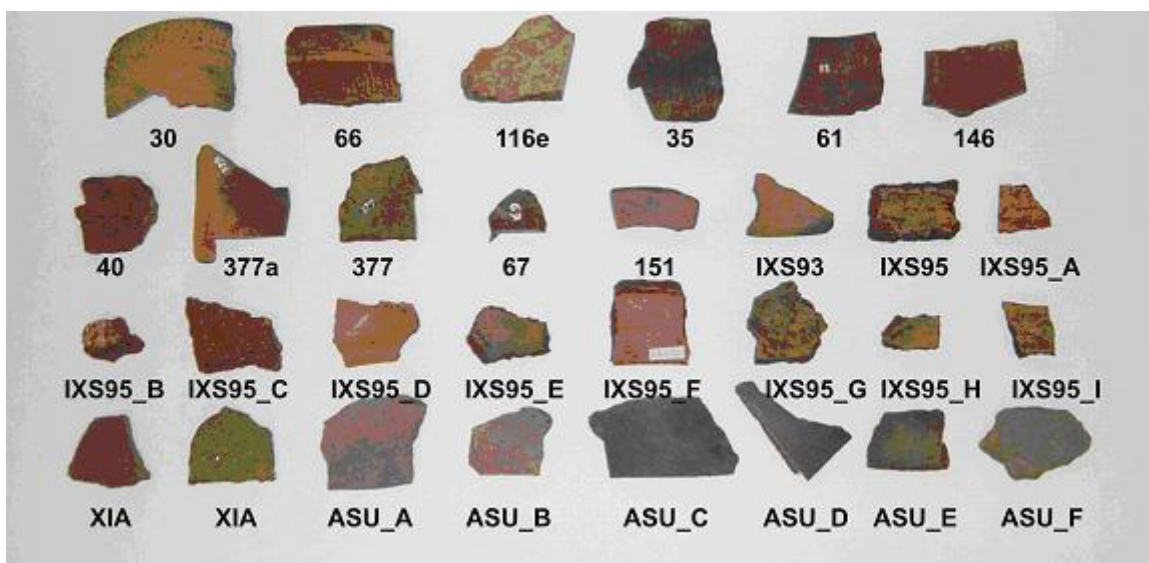 30 66 116e 35 61 146
40 377a 377 67 151 IXS93 IXS95 IXS95_A
IXS95_B IXS95_C IXS95_D IXS95_E IXS95_F IXS95_G IXS95_H IXS95_I
XIA XIA ASU_A ASU_B ASU_C ASU_D ASU_E ASU_F